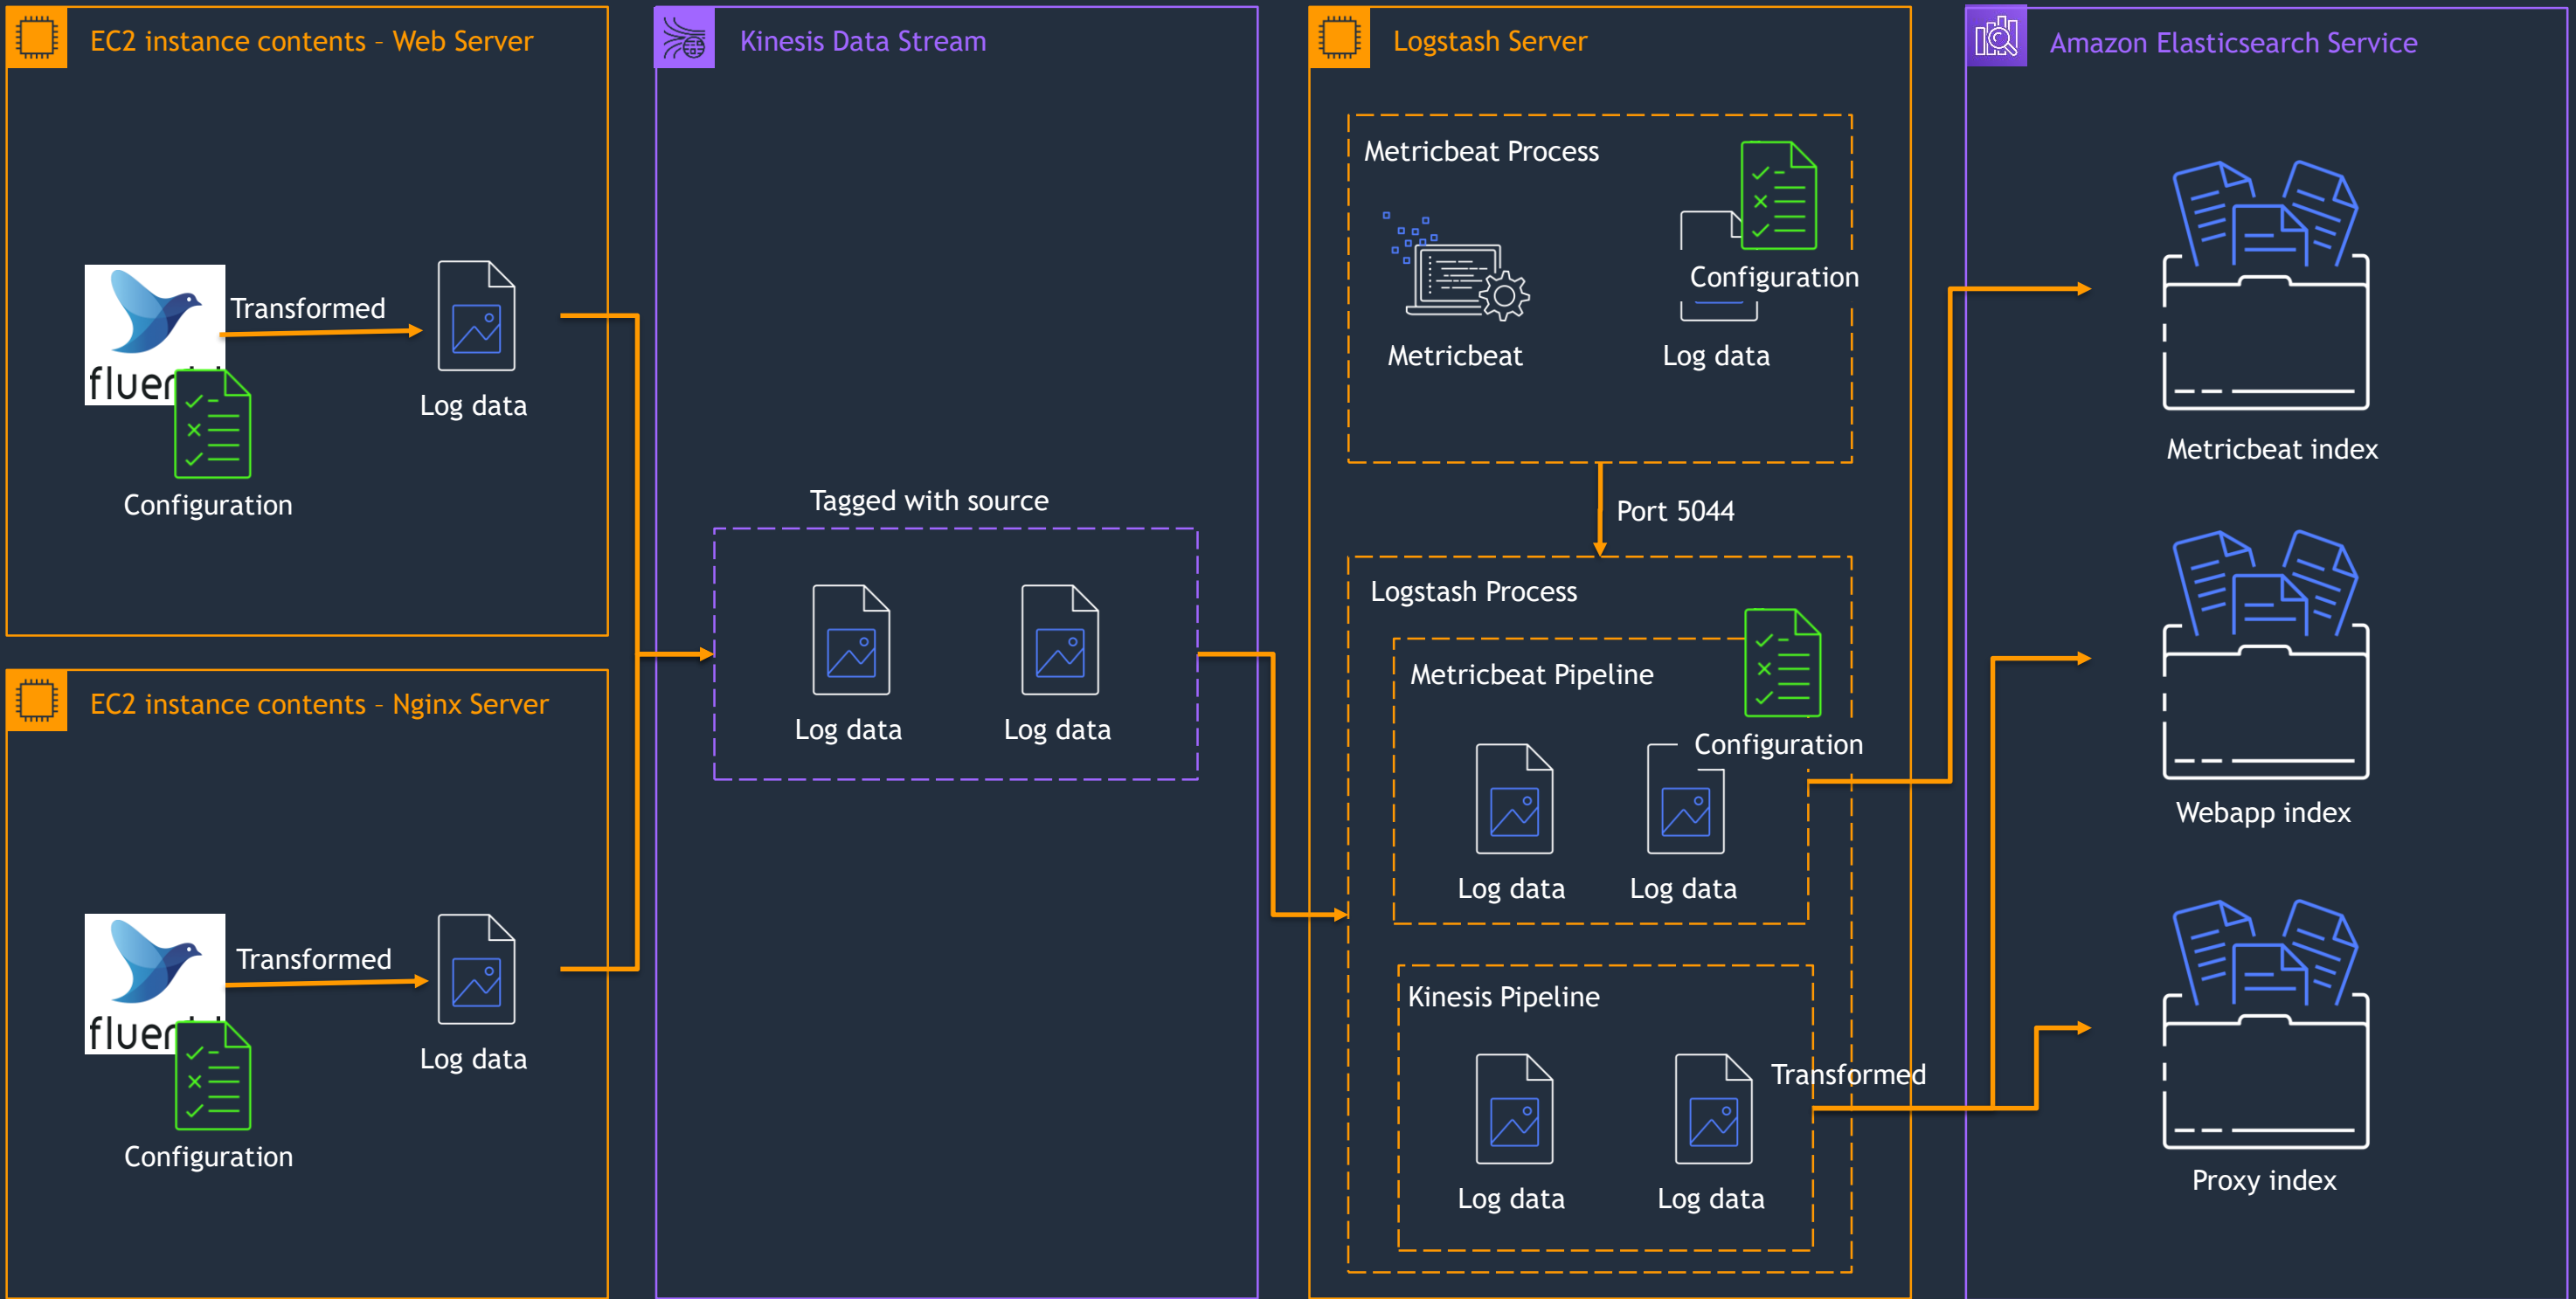 EC2 instance contents – Web Server
Transformed
Log data
Configuration
EC2 instance contents – Nginx Server
Transformed
Log data
Configuration
Kinesis Data Stream
Tagged with source
Log data
Log data
Logstash Server
Metricbeat Process
Configuration
Metricbeat
Log data
Port 5044
Logstash Process
Metricbeat Pipeline
Configuration
Log data
Log data
Kinesis Pipeline
Transformed
Log data
Log data
Amazon Elasticsearch Service
Metricbeat index
Webapp index
Proxy index